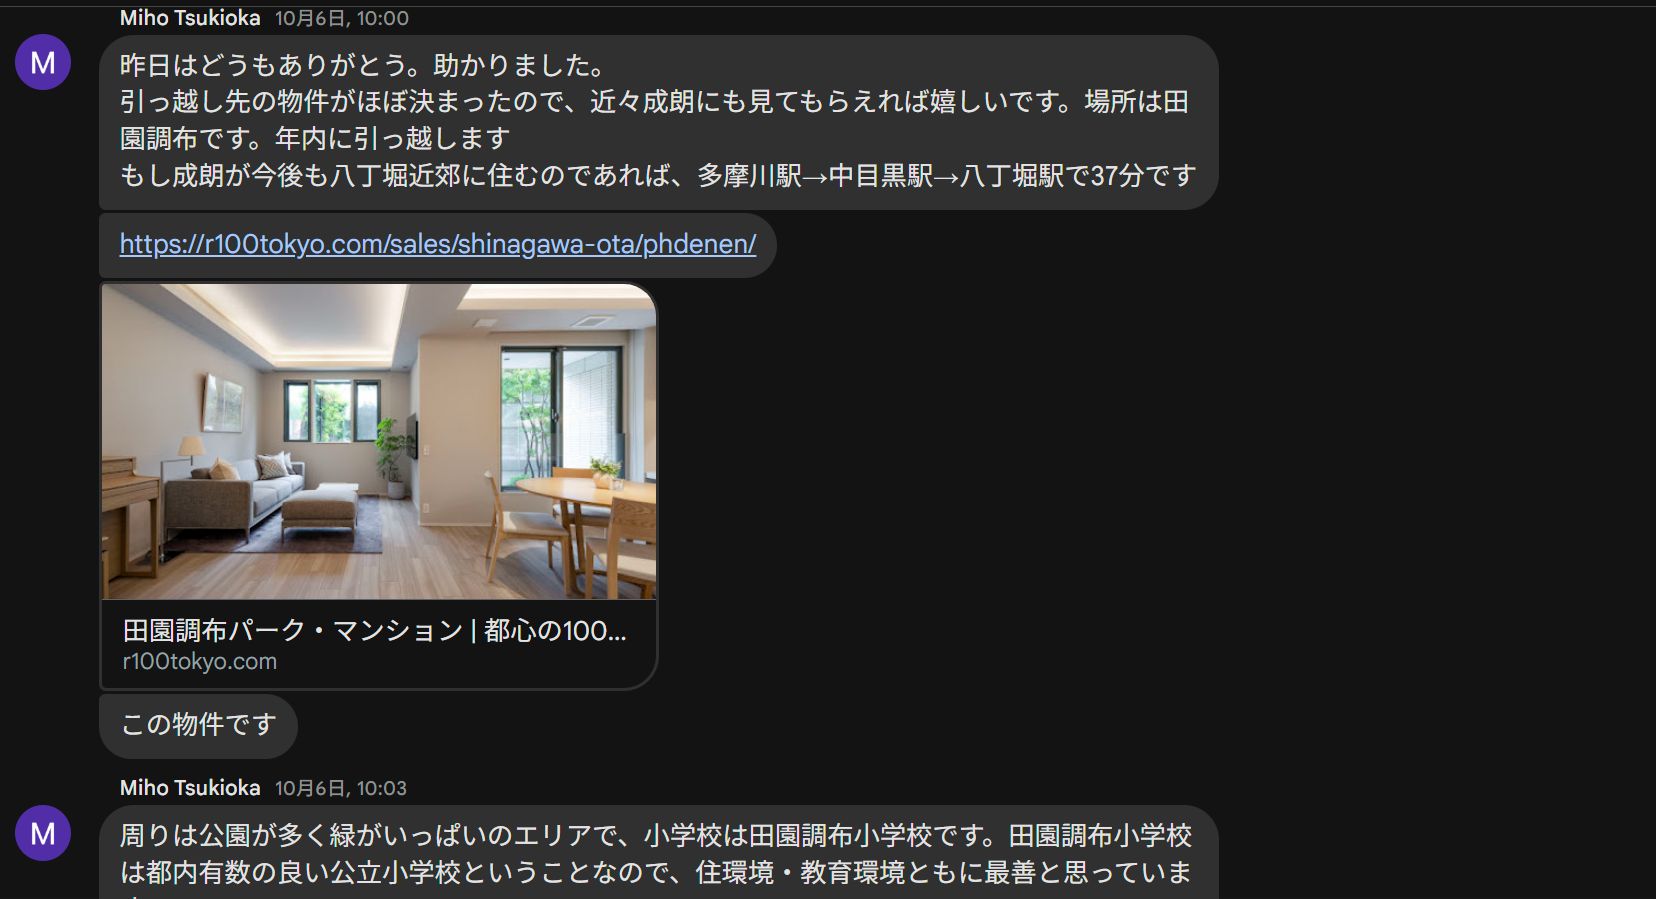 Miho Tsukioka 10月6日, 10:00
M
昨日はどうもありがとう。助かりました。
引っ越し先の物件がほぼ決まったので、近々成朗にも見てもらえれば嬉しいです。場所は田
園調布です。年内に引っ越します
もし成朗が今後も八丁堀近郊に住むのであれば、多摩川駅→中目黒駅→八丁堀駅で37分です
https://r100tokyo.com/sales/shinagawa-ota/phdenen/
田園調布パーク・マンション | 都心の100...
r100tokyo.com
この物件です
Miho Tsukioka 10月6日, 10:03
M
周りは公園が多く緑がいっぱいのエリアで、小学校は田園調布小学校です。田園調布小学校
は都内有数の良い公立小学校ということなので、住環境・教育環境ともに最善と思っていま